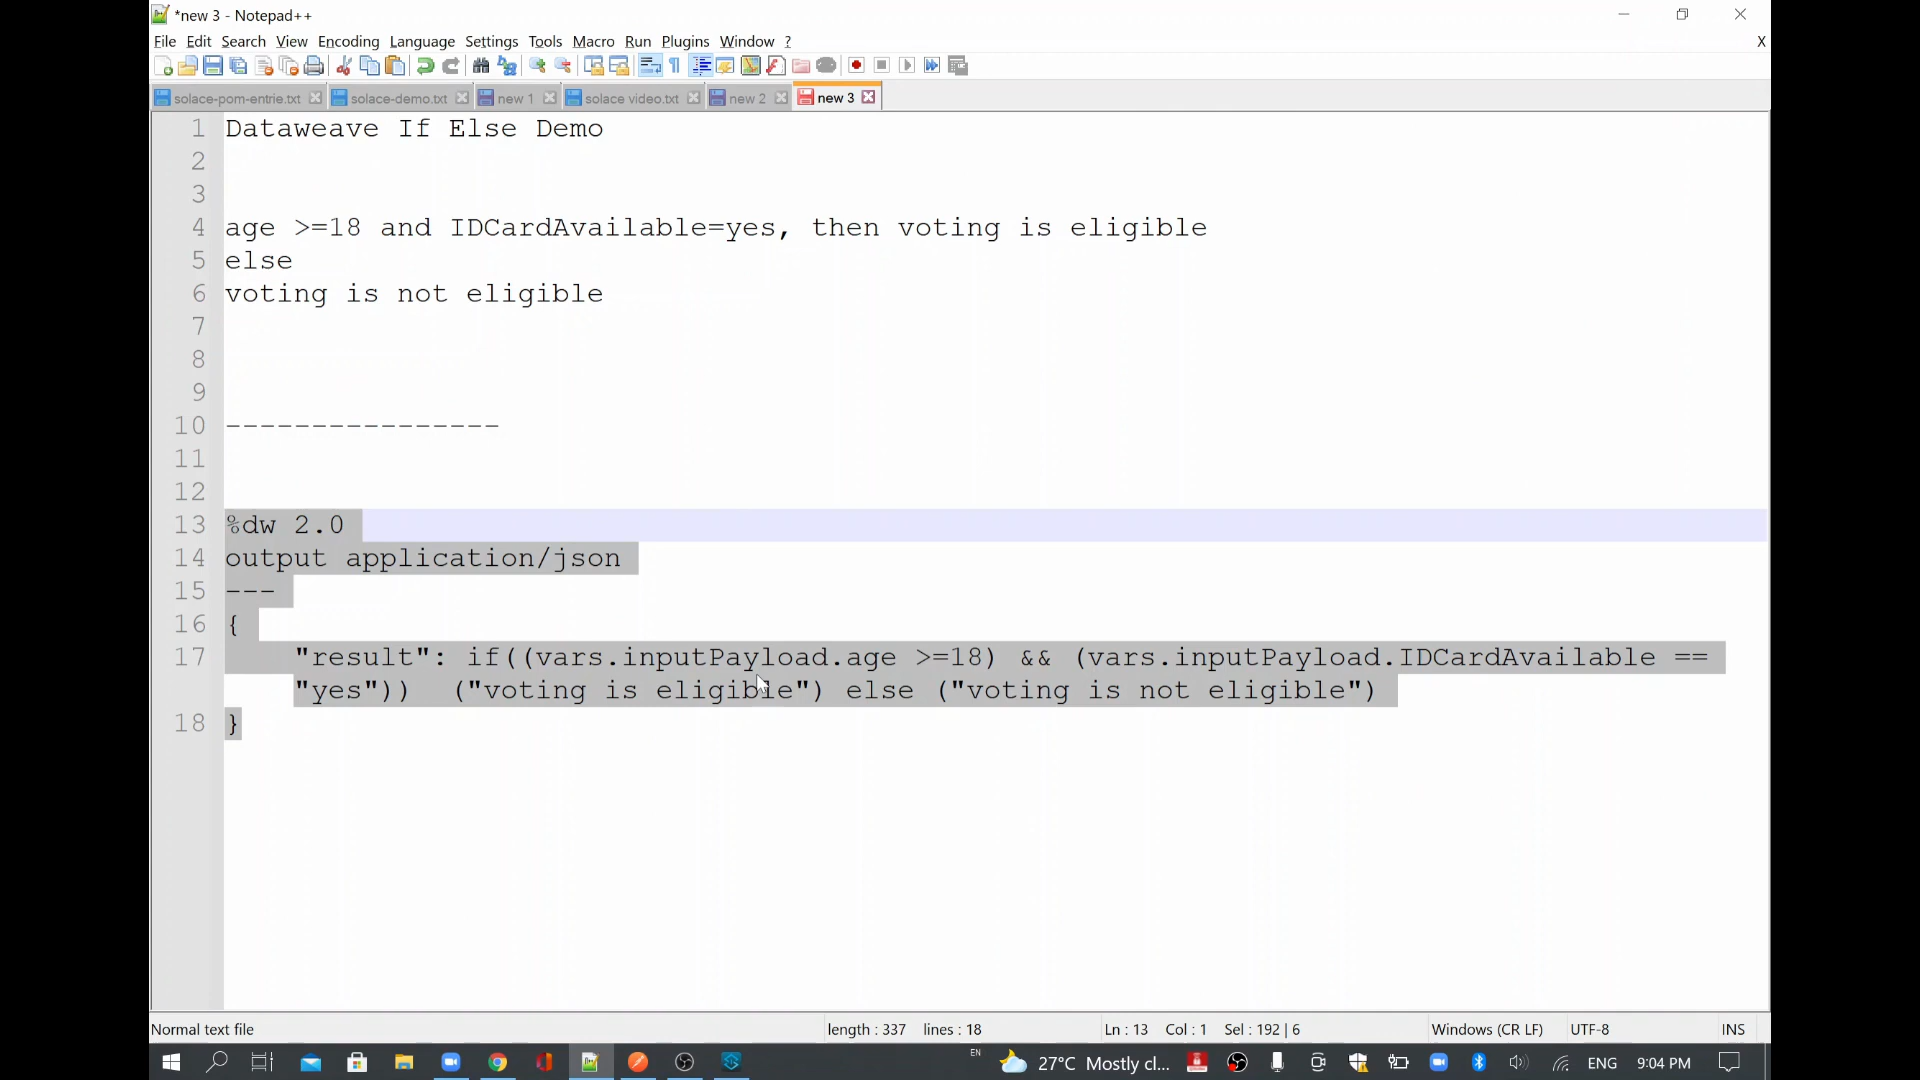 *new 3 - Notepad++
File Edit Search View Encoding Language Settings Tools Macro Run Plugins Window ? X
solace-pom-entrie.txt solace-demo.txt new 1 solace video.txt new 2 new 3
1 Dataweave If Else Demo
2
3
4 age >=18 and IDCardAvailable=yes, then voting is eligible
5 else
6 voting is not eligible
7
8
9
10 ----------------
11
12
13 %dw 2.0
14 output application/json
15 ---
16 {
17 "result": if((vars.inputPayload.age >=18) && (vars.inputPayload.IDCardAvailable ==
"yes")) ("voting is eligible") else ("voting is not eligible")
18 }
Normal text file length : 337 lines : 18 Ln : 13 Col : 1 Sel : 192 | 6 Windows (CR LF) UTF-8 INS
EN 27°C Mostly cl... ENG 9:04 PM